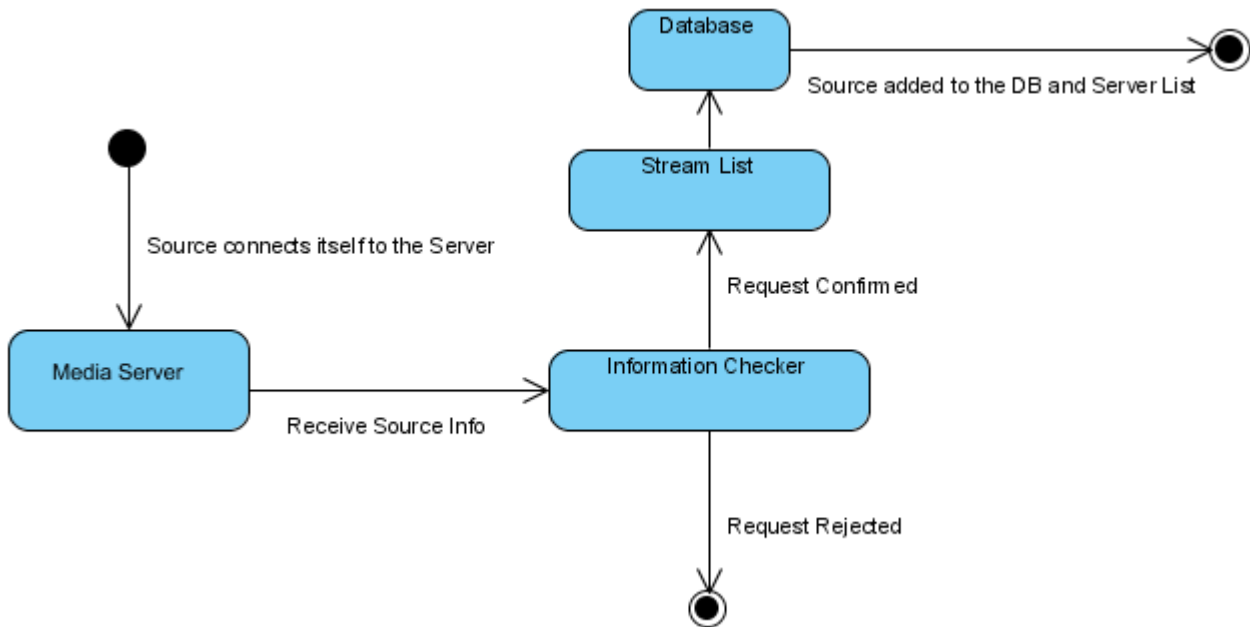 Database
Source added to the DB and Server List
Stream List
Source connects itself to the Server
Request Confirmed
Media Server
Information Checker
Receive Source Info
Request Rejected